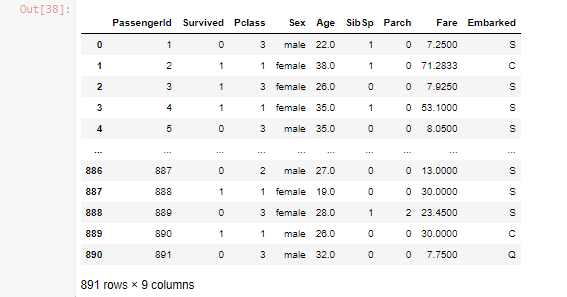 Out[38]:
PassengerId Survived Pclass Sex Age SibSp Parch Fare Embarked
0 1 0 3 male 22.0 1 0 7.2500 S
1 2 1 1 female 38.0 1 0 71.2833 C
2 3 1 3 female 26.0 0 0 7.9250 S
3 4 1 1 female 35.0 1 0 53.1000 S
4 5 0 3 male 35.0 0 0 8.0500 S
... ... ... ... ... ... ... ... ... ...
886 887 0 2 male 27.0 0 0 13.0000 S
887 888 1 1 female 19.0 0 0 30.0000 S
888 889 0 3 female 28.0 1 2 23.4500 S
889 890 1 1 male 26.0 0 0 30.0000 C
890 891 0 3 male 32.0 0 0 7.7500 Q
891 rows × 9 columns